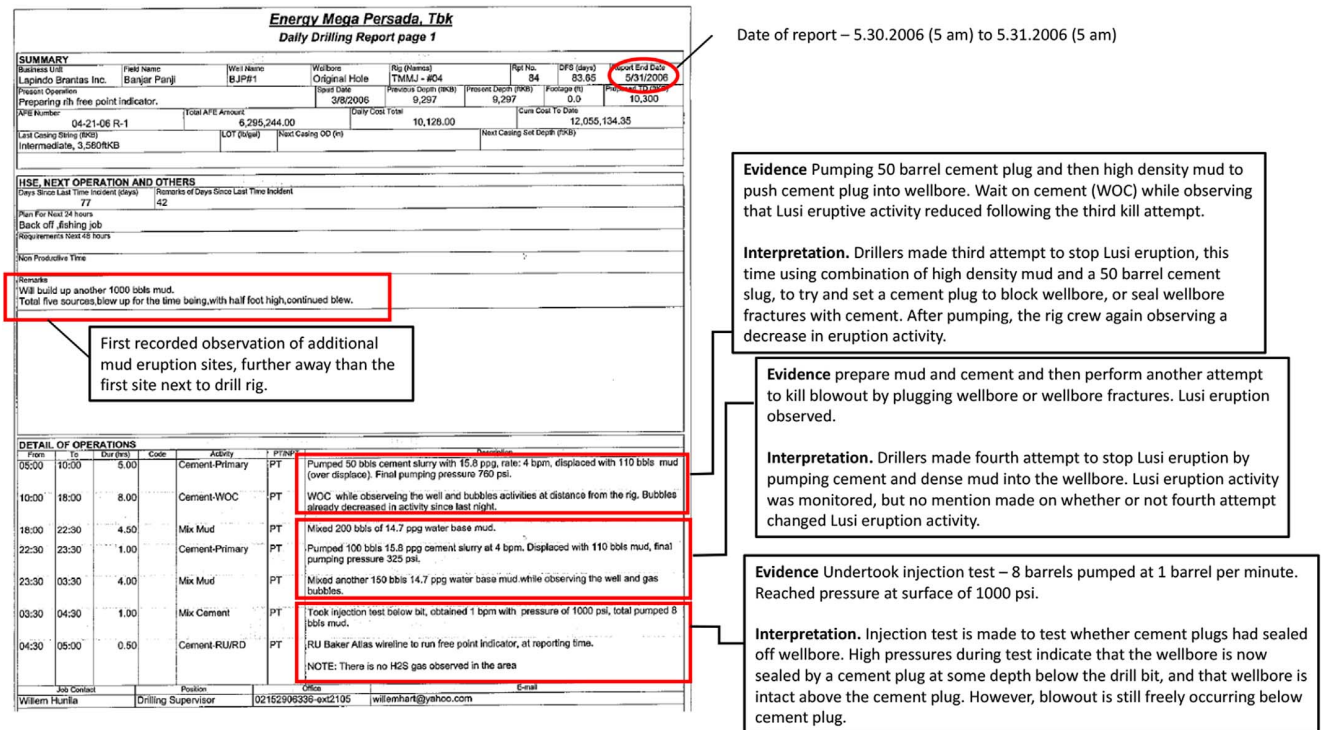 Energy Mega Persada, Tbk
Daily Drilling Report page 1
Date of report – 5.30.2006 (5 am) to 5.31.2006 (5 am)
SUMMARY
Business Unit Field Name Well Name Wellbore Rig (Names) Rpt No. DFS (days) Report End Date
Lapindo Brantas Inc. Banjar Panji BJP#1 Original Hole TMMJ - #04 84 83.65 5/31/2006
Present Operation Spud Date Previous Depth (ftKB) Present Depth (ftKB) Footage (ft)
Preparing rih free point indicator. 3/8/2006 9,297 9,297 0.0 10,300
AFE Number Total AFE Amount Daily Cost Total Cum Cost To Date
04-21-06 R-1 6,295,244.00 10,128.00 12,055,134.35
Last Casing String (ftKB) LOT (lb/gal) Next Casing OD (in) Next Casing Set Depth (ftKB)
Intermediate, 3,580ftKB
HSE, NEXT OPERATION AND OTHERS
Days Since Last Time Incident (days) Remarks of Days Since Last Time Incident
77 42
Plan For Next 24 hours
Back off ,fishing job
Requirements Next 48 hours
Non Productive Time
Remarks
Will build up another 1000 bbls mud.
Total five sources,blew up for the time being,with half foot high,continued blew.
First recorded observation of additional
mud eruption sites, further away than the
first site next to drill rig.
DETAIL OF OPERATIONS
From To Dur (hrs) Code Activity PT/NPT Description
05:00 10:00 5.00 Cement-Primary PT Pumped 50 bbls cement slurry with 15.8 ppg, rate: 4 bpm, displaced with 110 bbls mud
(over displace). Final pumping pressure 760 psi.
10:00 18:00 8.00 Cement-WOC PT WOC while observeing the well and bubbles activities at distance from the rig. Bubbles
already decreased in activity since last night.
18:00 22:30 4.50 Mix Mud PT Mixed 200 bbls of 14.7 ppg water base mud.
22:30 23:30 1.00 Cement-Primary PT Pumped 100 bbls 15.8 ppg cement slurry at 4 bpm. Displaced with 110 bbls mud, final
pumping pressure 325 psi.
23:30 03:30 4.00 Mix Mud PT Mixed another 150 bbls 14.7 ppg water base mud.while observing the well and gas
bubbles.
03:30 04:30 1.00 Mix Cement PT Took injection test below bit, obtained 1 bpm with pressure of 1000 psi, total pumped 8
bbls mud.
04:30 05:00 0.50 Cement-RU/RD PT RU Baker Atlas wireline to run free point indicator, at reporting time.
NOTE: There is no H2S gas observed in the area
Job Contact Position Office E-mail
Willem Hunila Drilling Supervisor 02152906336-ext2105 willemhart@yahoo.com
Evidence Pumping 50 barrel cement plug and then high density mud to
push cement plug into wellbore. Wait on cement (WOC) while observing
that Lusi eruptive activity reduced following the third kill attempt.
Interpretation. Drillers made third attempt to stop Lusi eruption, this
time using combination of high density mud and a 50 barrel cement
slug, to try and set a cement plug to block wellbore, or seal wellbore
fractures with cement. After pumping, the rig crew again observing a
decrease in eruption activity.
Evidence prepare mud and cement and then perform another attempt
to kill blowout by plugging wellbore or wellbore fractures. Lusi eruption
observed.
Interpretation. Drillers made fourth attempt to stop Lusi eruption by
pumping cement and dense mud into the wellbore. Lusi eruption activity
was monitored, but no mention made on whether or not fourth attempt
changed Lusi eruption activity.
Evidence Undertook injection test – 8 barrels pumped at 1 barrel per minute.
Reached pressure at surface of 1000 psi.
Interpretation. Injection test is made to test whether cement plugs had sealed
off wellbore. High pressures during test indicate that the wellbore is now
sealed by a cement plug at some depth below the drill bit, and that wellbore is
intact above the cement plug. However, blowout is still freely occurring below
cement plug.